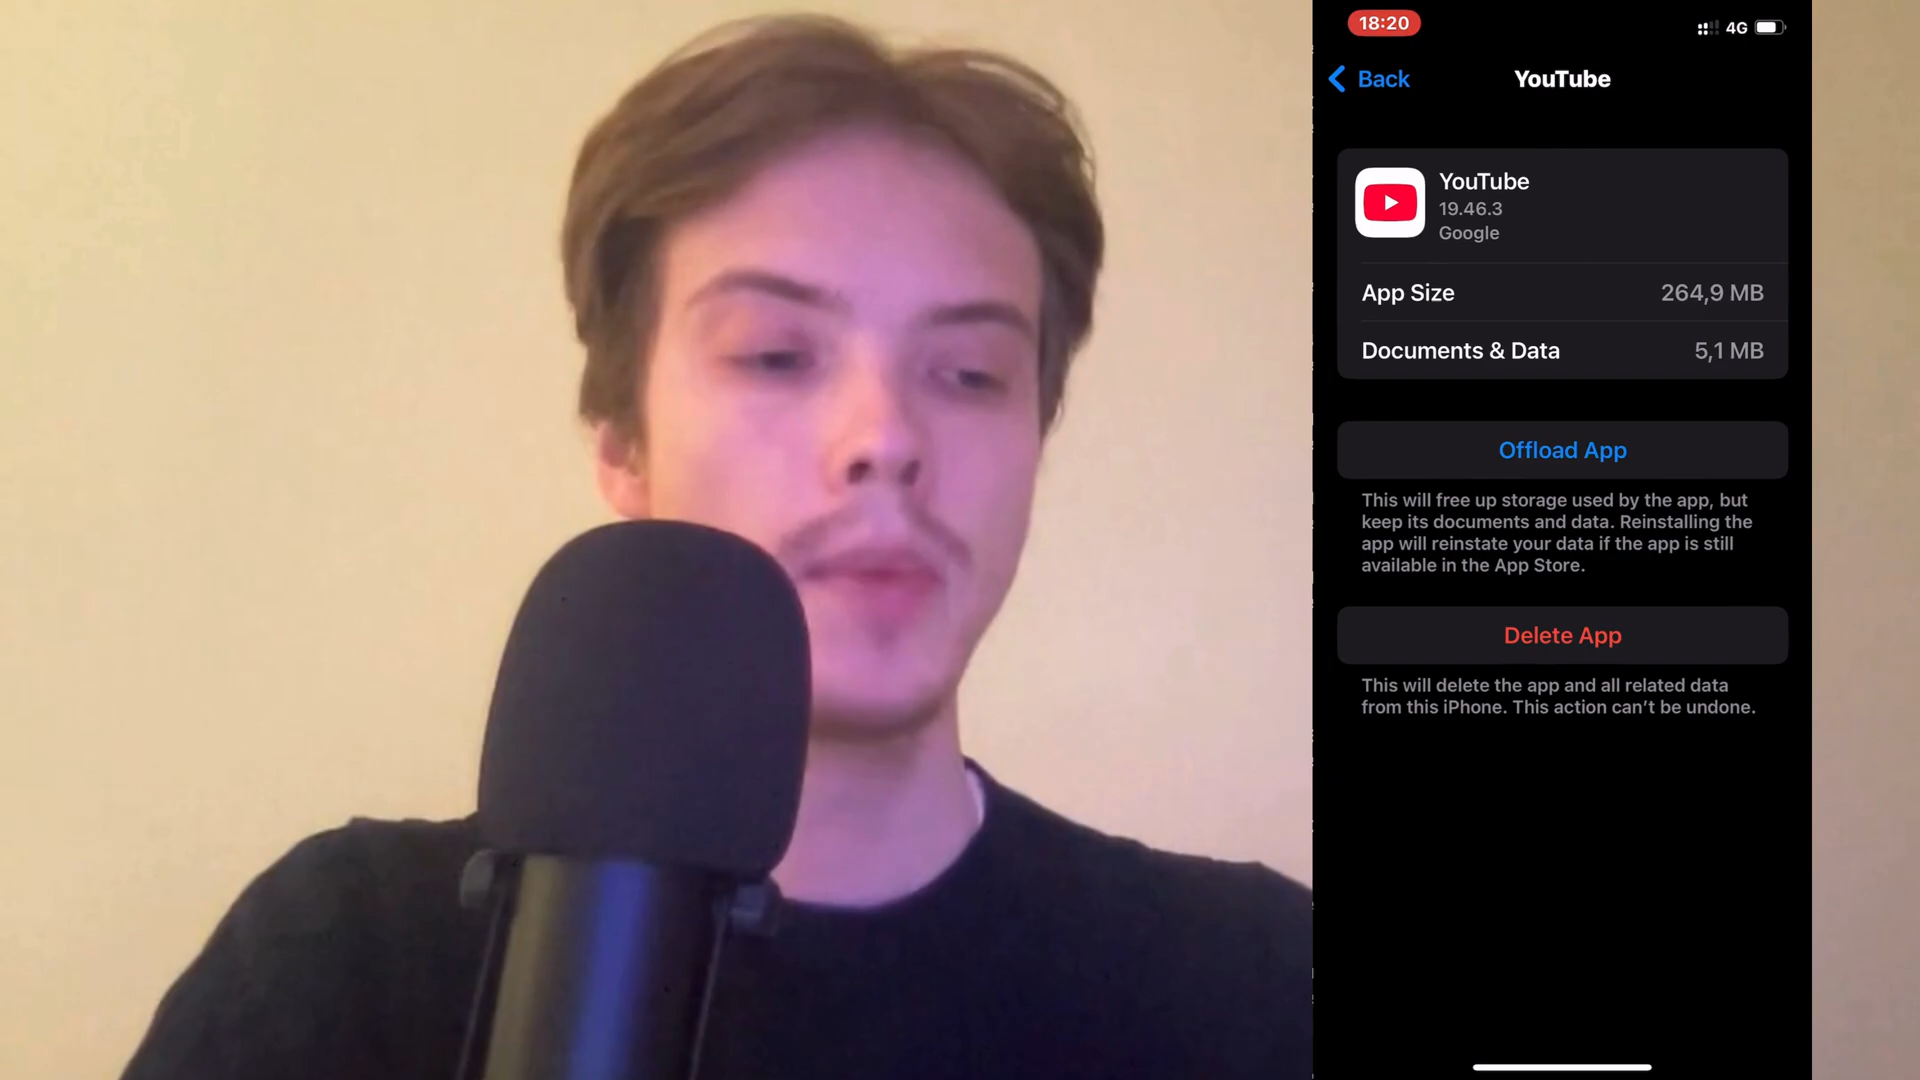 18:20
4G
Back
YouTube
YouTube
19.46.3
Google
App Size
264,9 MB
Documents & Data
5,1 MB
Offload App
This will free up storage used by the app, but
keep its documents and data. Reinstalling the
app will reinstate your data if the app is still
available in the App Store.
Delete App
This will delete the app and all related data
from this iPhone. This action can’t be undone.